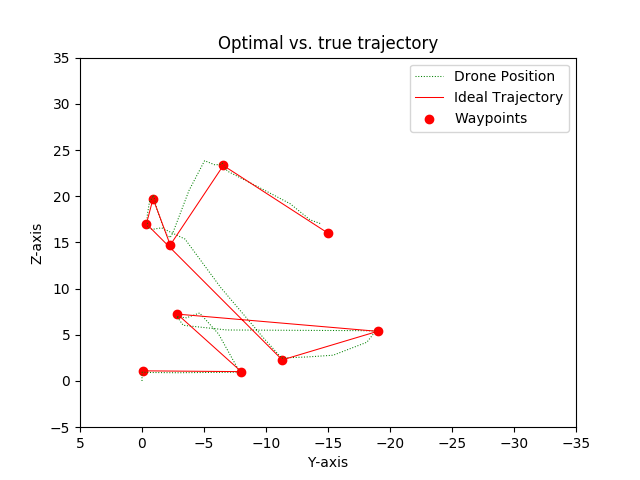 Optimal vs. true trajectory
Drone Position
Ideal Trajectory
Waypoints
35
30
25
20
15
10
5
0
−5
Z-axis
5 0 −5 −10 −15 −20 −25 −30 −35
Y-axis